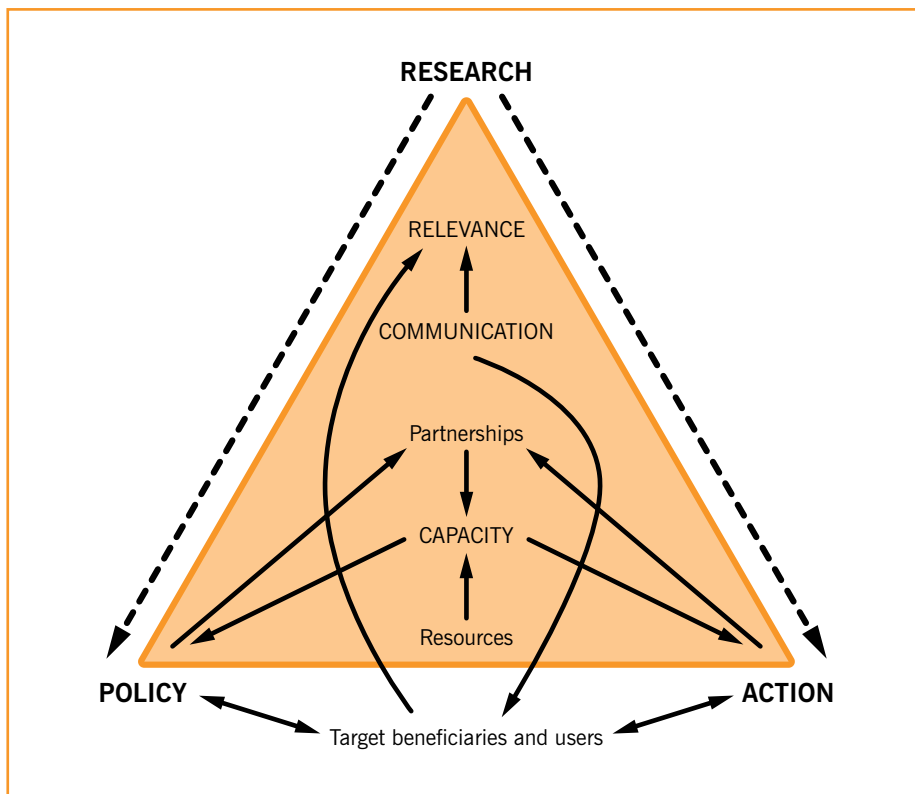 RESEARCH
RELEVANCE
COMMUNICATION
Partnerships
CAPACITY
Resources
POLICY
ACTION
Target beneficiaries and users